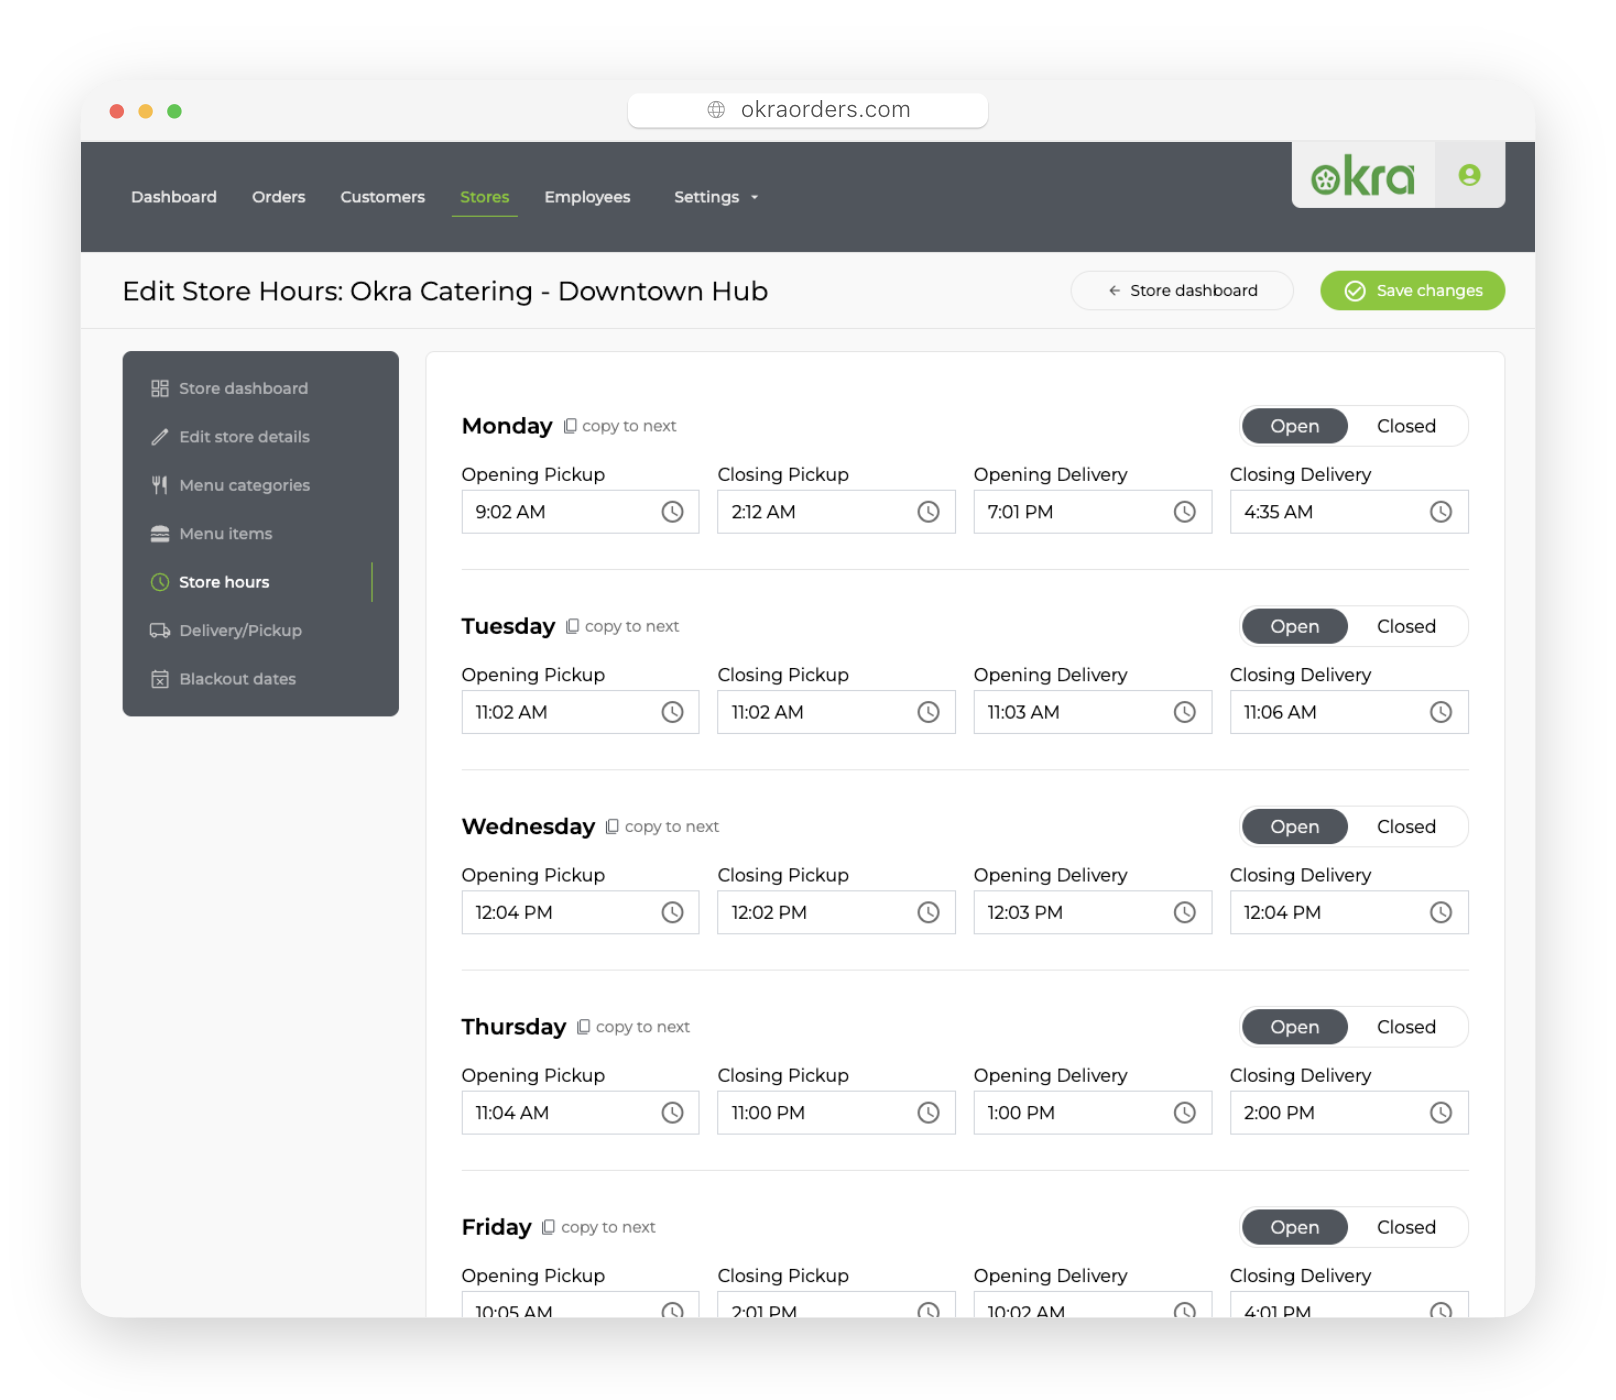 okraorders.com
Dashboard Orders Customers Stores Employees Settings
okra
Edit Store Hours: Okra Catering - Downtown Hub
← Store dashboard
Save changes
Store dashboard
Edit store details
Menu categories
Menu items
Store hours
Delivery/Pickup
Blackout dates
Monday copy to next Open Closed
Opening Pickup Closing Pickup Opening Delivery Closing Delivery
9:02 AM 2:12 AM 7:01 PM 4:35 AM
Tuesday copy to next Open Closed
Opening Pickup Closing Pickup Opening Delivery Closing Delivery
11:02 AM 11:02 AM 11:03 AM 11:06 AM
Wednesday copy to next Open Closed
Opening Pickup Closing Pickup Opening Delivery Closing Delivery
12:04 PM 12:02 PM 12:03 PM 12:04 PM
Thursday copy to next Open Closed
Opening Pickup Closing Pickup Opening Delivery Closing Delivery
11:04 AM 11:00 PM 1:00 PM 2:00 PM
Friday copy to next Open Closed
Opening Pickup Closing Pickup Opening Delivery Closing Delivery
10:05 AM 2:01 PM 10:02 AM 4:01 PM